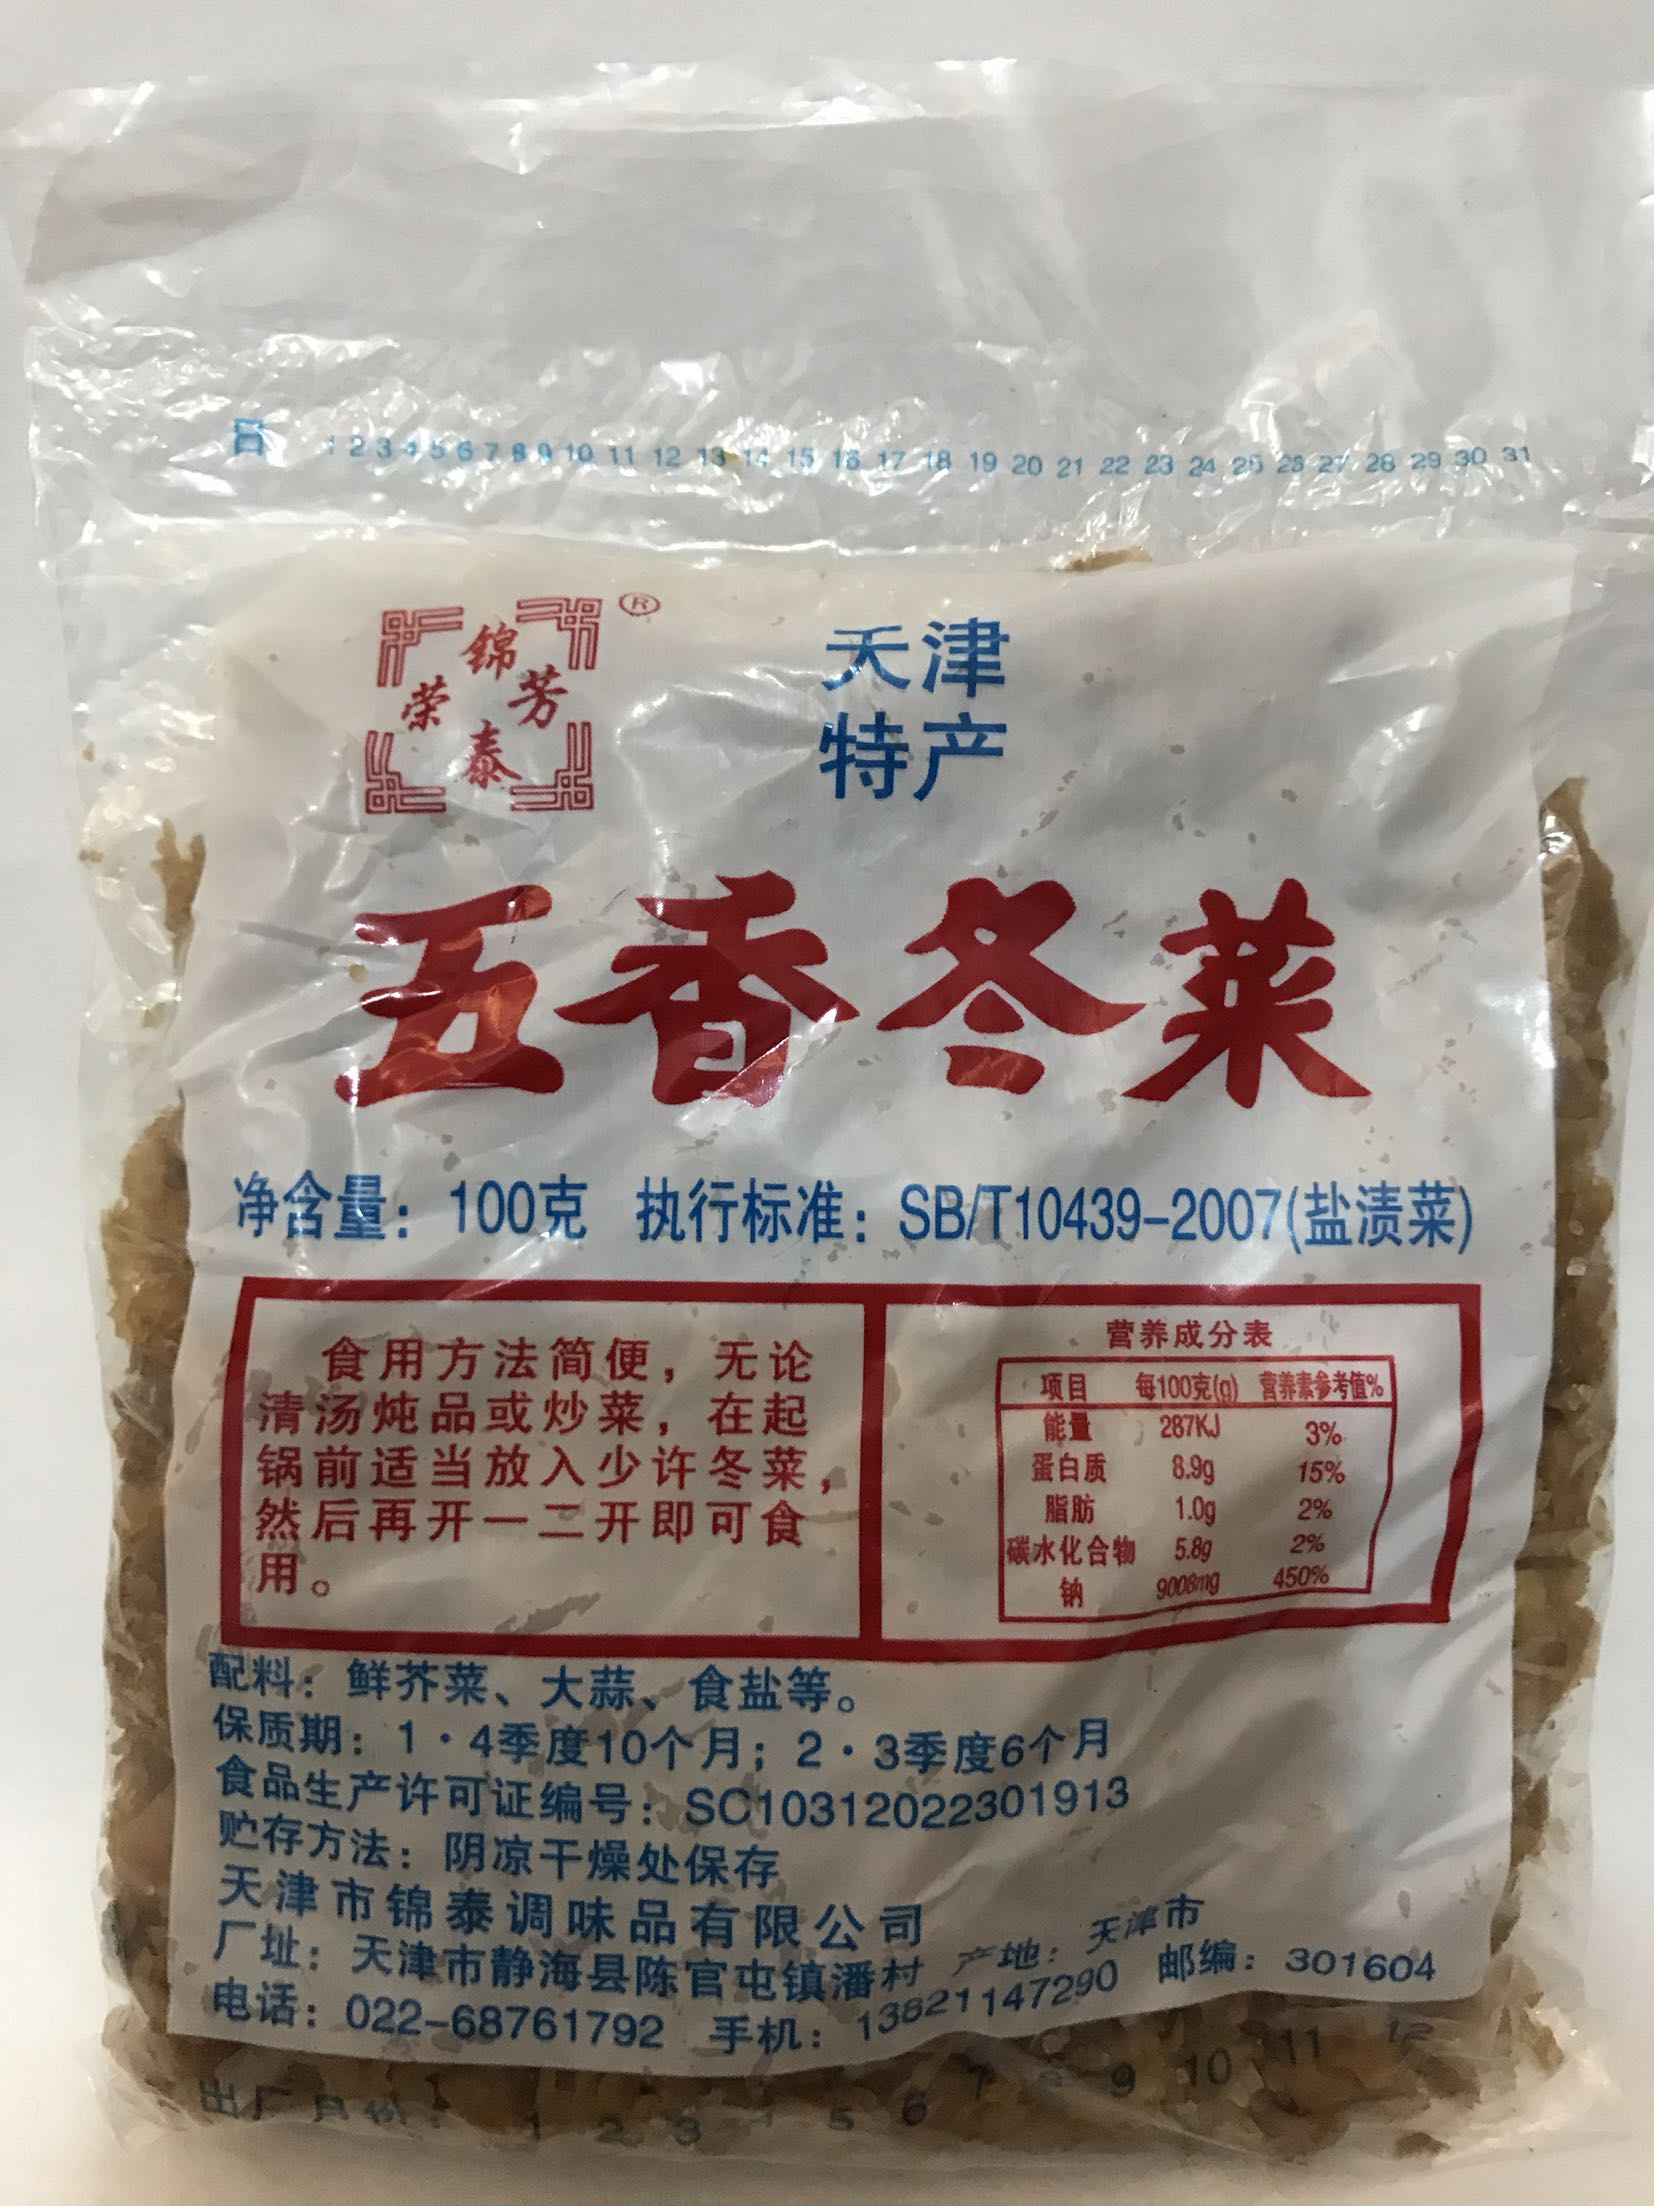 日 1 2 3 4 5 6 7 8 9 10 11 12 13 14 15 16 17 18 19 20 21 22 23 24 25 26 27 28 29 30 31
锦
荣 芳
泰
®
天津
特产
五香冬菜
净含量：100克 执行标准：SB/T10439-2007(盐渍菜)
食用方法简便，无论
清汤炖品或炒菜，在起
锅前适当放入少许冬菜，
然后再开一二开即可食
用。
营养成分表
项目 每100克(g) 营养素参考值%
能量 287KJ 3%
蛋白质 8.9g 15%
脂肪 1.0g 2%
碳水化合物 5.8g 2%
钠 9008mg 450%
配料：鲜芥菜、大蒜、食盐等。
保质期：1·4季度10个月；2·3季度6个月
食品生产许可证编号：SC10312022301913
贮存方法：阴凉干燥处保存
天津市锦泰调味品有限公司
厂址：天津市静海县陈官屯镇潘村 产地：天津市
电话：022-68761792 手机：13821147290 邮编：301604
出厂月份：1 2 3 4 5 6 7 8 9 10 11 12